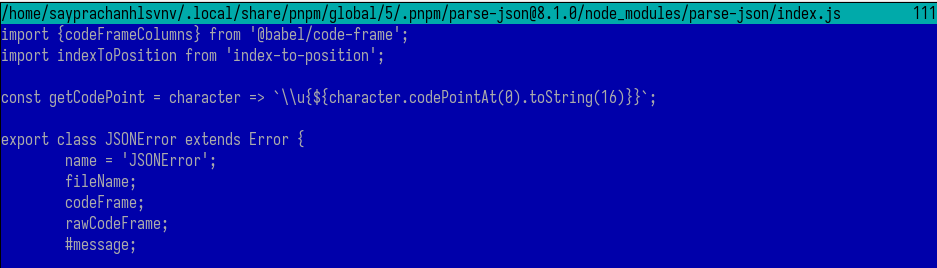 /home/sayprachanhlsvnv/.local/share/pnpm/global/5/.pnpm/parse-json@8.1.0/node_modules/parse-json/index.js 111
import {codeFrameColumns} from '@babel/code-frame';
import indexToPosition from 'index-to-position';

const getCodePoint = character => `\\u{${character.codePointAt(0).toString(16)}}`;

export class JSONError extends Error {
        name = 'JSONError';
        fileName;
        codeFrame;
        rawCodeFrame;
        #message;